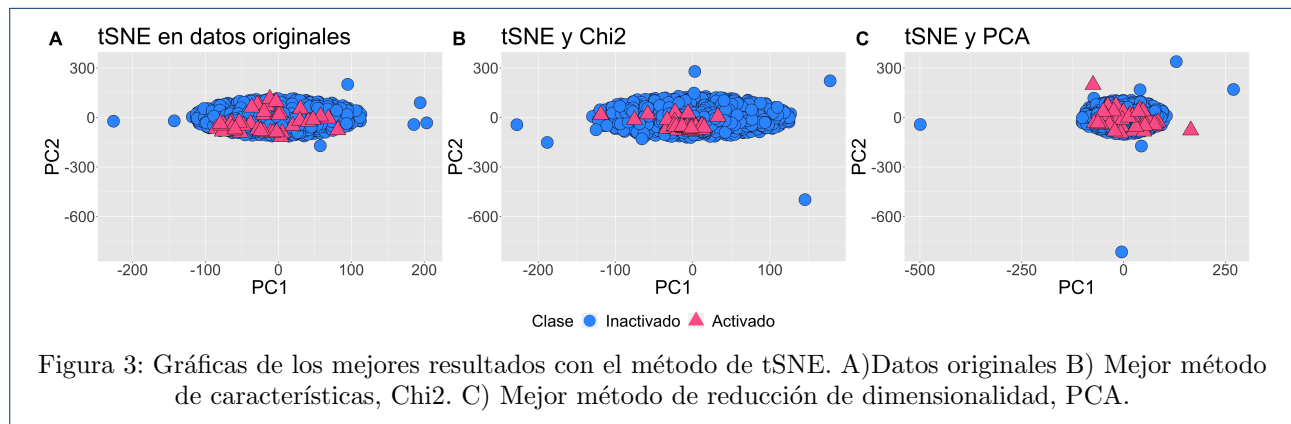 A tSNE en datos originales
300
0
-300
-600
PC2
-200 -100 0 100 200
PC1
B tSNE y Chi2
300
0
-300
-600
PC2
-200 -100 0 100
PC1
C tSNE y PCA
300
0
-300
-600
PC2
-500 -250 0 250
PC1
Clase Inactivado Activado
Figura 3: Gráficas de los mejores resultados con el método de tSNE. A)Datos originales B) Mejor método
de características, Chi2. C) Mejor método de reducción de dimensionalidad, PCA.